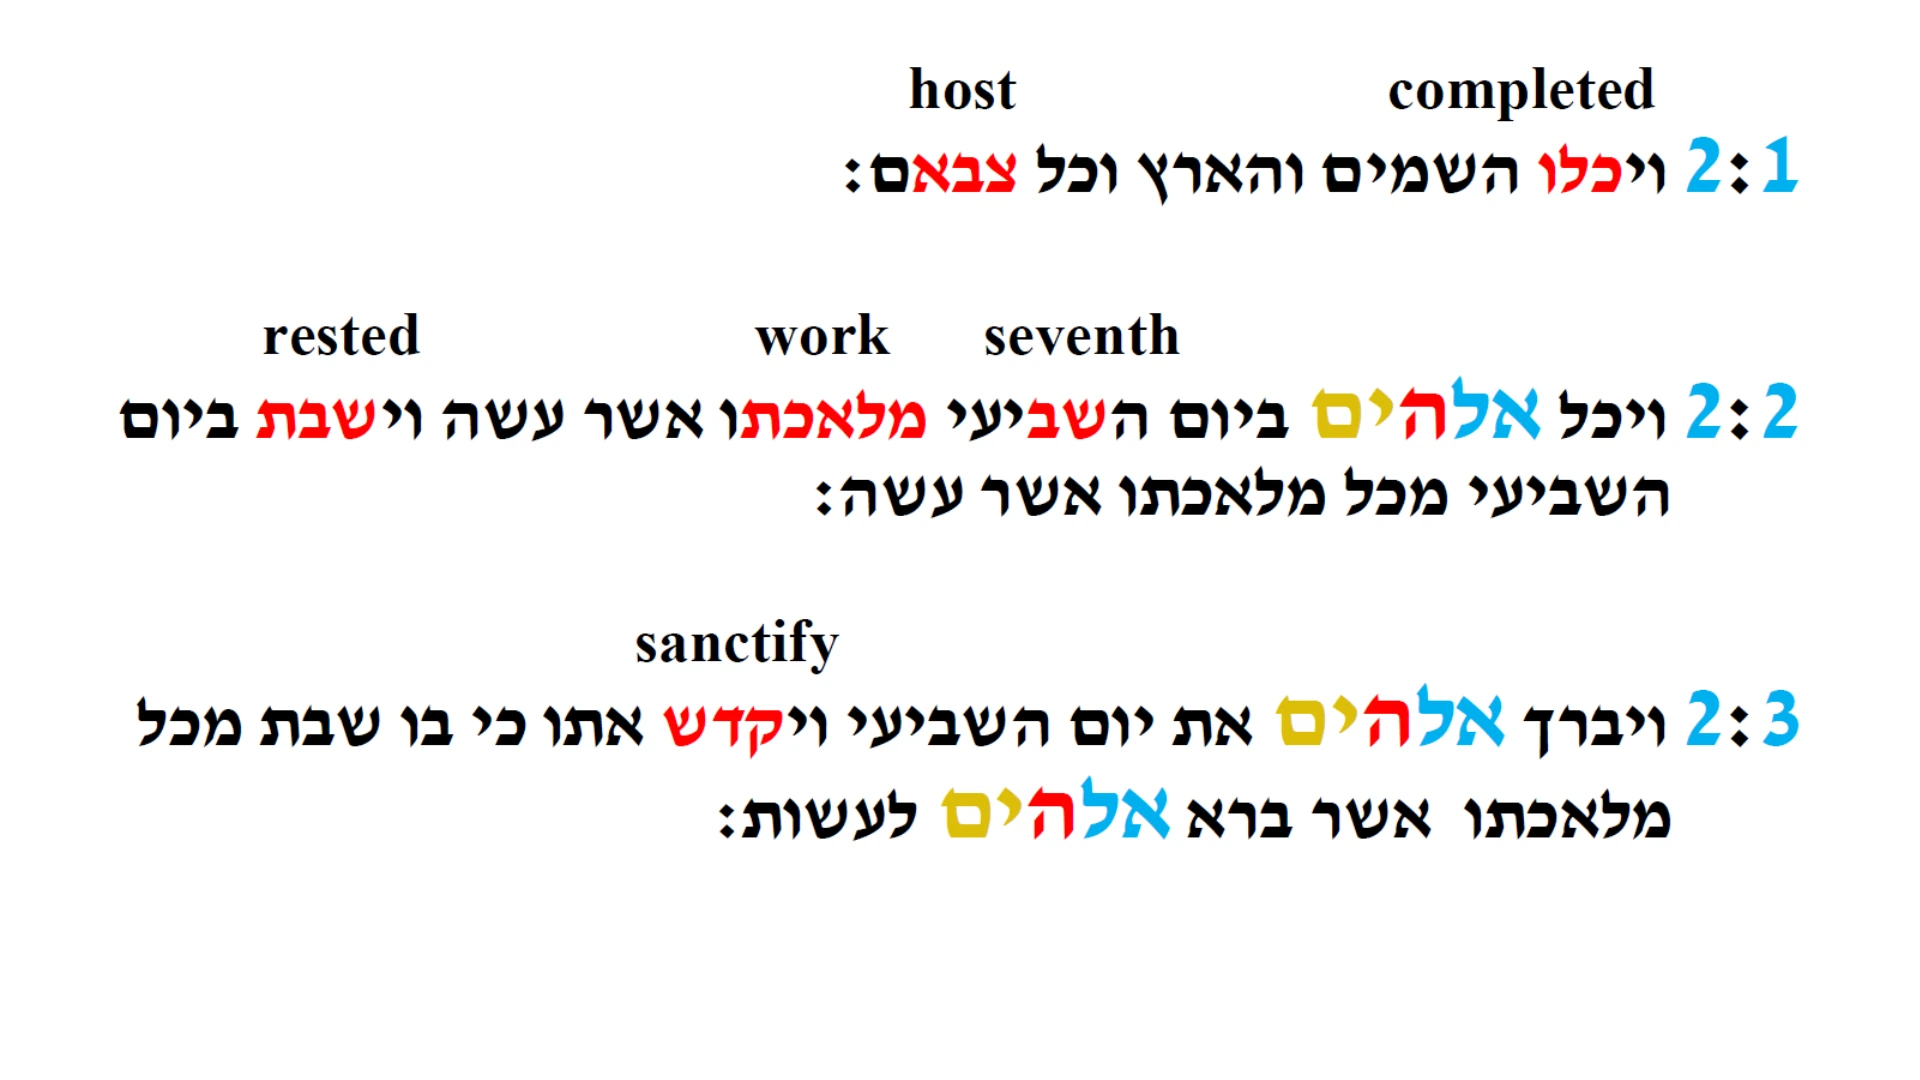 completed host
2:1 ויכלו השמים והארץ וכל צבאם:
seventh work rested
2:2 ויכל אלהים ביום השביעי מלאכתו אשר עשה וישבת ביום
השביעי מכל מלאכתו אשר עשה:
sanctify
2:3 ויברך אלהים את יום השביעי ויקדש אתו כי בו שבת מכל
מלאכתו אשר ברא אלהים לעשות: